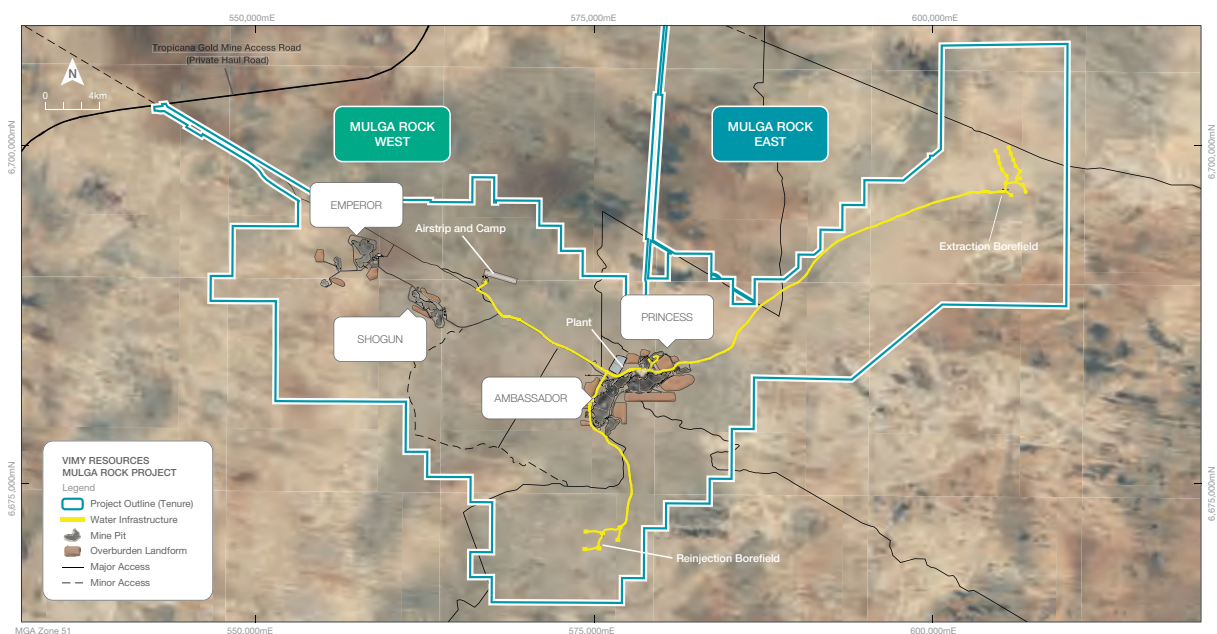 550,000mE
575,000mE
600,000mE
Tropicana Gold Mine Access Road
(Private Haul Road)
N
0
4km
MULGA ROCK
WEST
MULGA ROCK
EAST
6,700,000mN
6,700,000mN
EMPEROR
Airstrip and Camp
Extraction Borefield
SHOGUN
Plant
PRINCESS
AMBASSADOR
VIMY RESOURCES
MULGA ROCK PROJECT
Legend
Project Outline (Tenure)
Water Infrastructure
Mine Pit
Overburden Landform
Major Access
Minor Access
6,675,000mN
6,675,000mN
Reinjection Borefield
MGA Zone 51
550,000mE
575,000mE
600,000mE